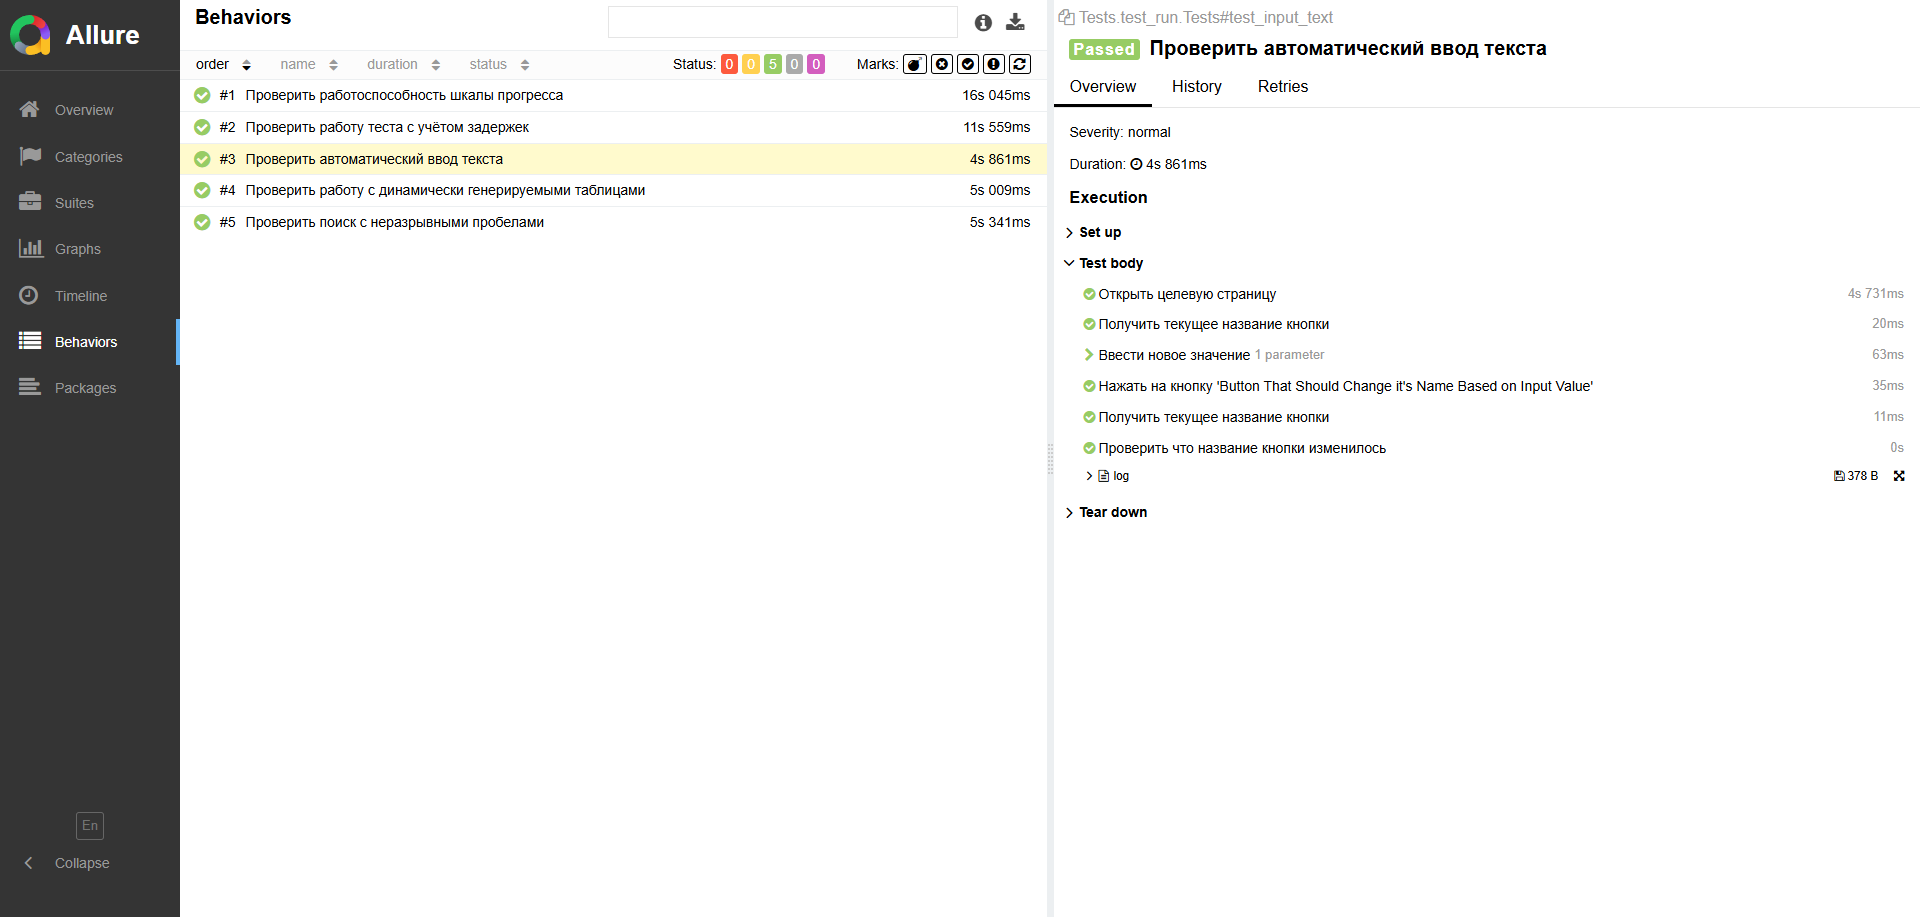 Allure
Overview
Categories
Suites
Graphs
Timeline
Behaviors
Packages
En
Collapse
Behaviors
order name duration status Status: 0 0 5 0 0 Marks:
#1 Проверить работоспособность шкалы прогресса 16s 045ms
#2 Проверить работу теста с учётом задержек 11s 559ms
#3 Проверить автоматический ввод текста 4s 861ms
#4 Проверить работу с динамически генерируемыми таблицами 5s 009ms
#5 Проверить поиск с неразрывными пробелами 5s 341ms
Tests.test_run.Tests#test_input_text
Passed Проверить автоматический ввод текста
Overview History Retries
Severity: normal
Duration: 4s 861ms
Execution
Set up
Test body
Открыть целевую страницу 4s 731ms
Получить текущее название кнопки 20ms
Ввести новое значение 1 parameter 63ms
Нажать на кнопку 'Button That Should Change it's Name Based on Input Value' 35ms
Получить текущее название кнопки 11ms
Проверить что название кнопки изменилось 0s
log 378 B
Tear down